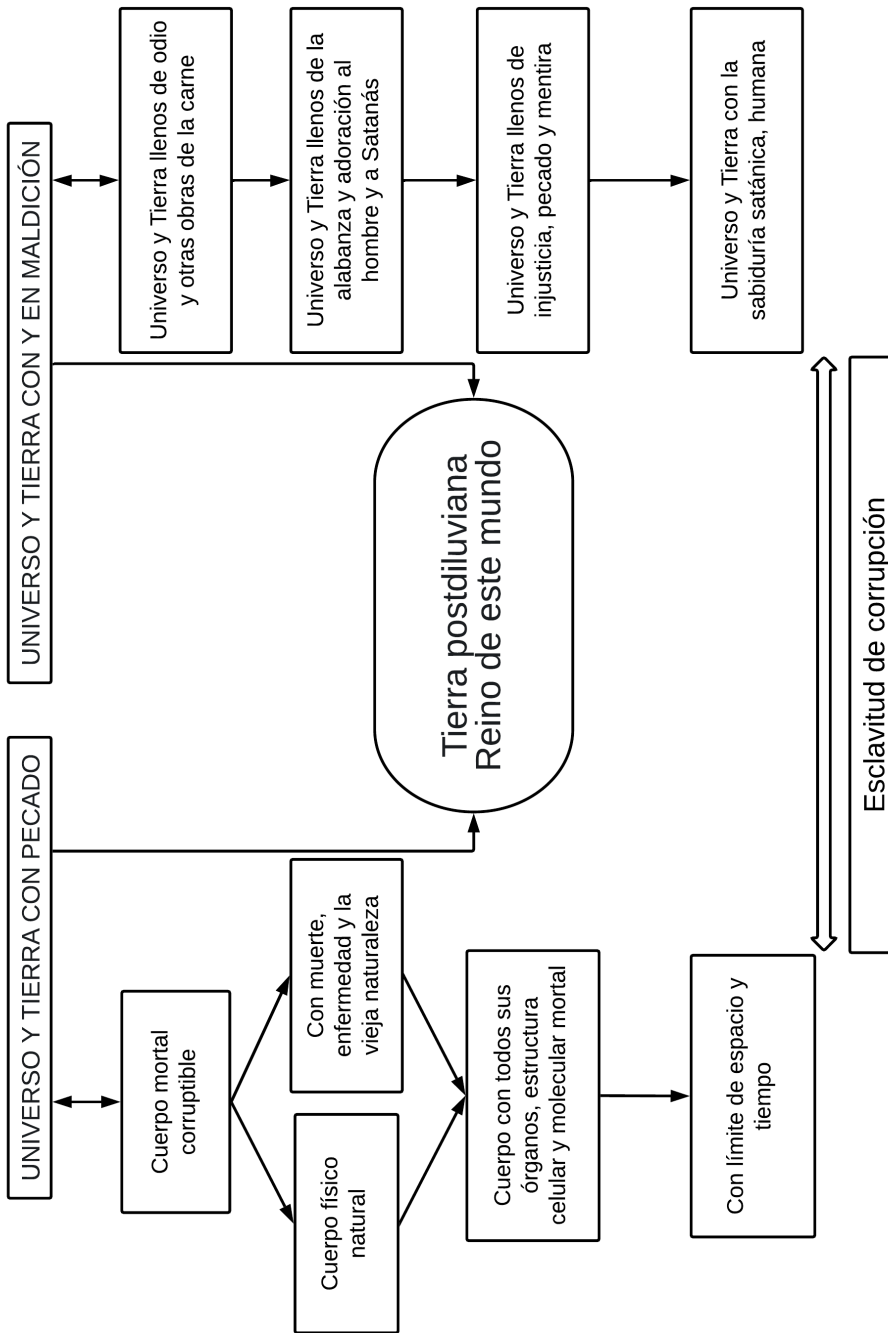 UNIVERSO Y TIERRA CON PECADO
UNIVERSO Y TIERRA CON Y EN MALDICIÓN
Cuerpo mortal
corruptible
Universo y Tierra llenos de odio
y otras obras de la carne
Cuerpo físico
natural
Con muerte,
enfermedad y la
vieja naturaleza
Universo y Tierra llenos de la
alabanza y adoración al
hombre y a Satanás
Tierra postdiluviana
Reino de este mundo
Cuerpo con todos sus
órganos, estructura
celular y molecular mortal
Universo y Tierra llenos de
injusticia, pecado y mentira
Con límite de espacio y
tiempo
Universo y Tierra con la
sabiduría satánica, humana
Esclavitud de corrupción